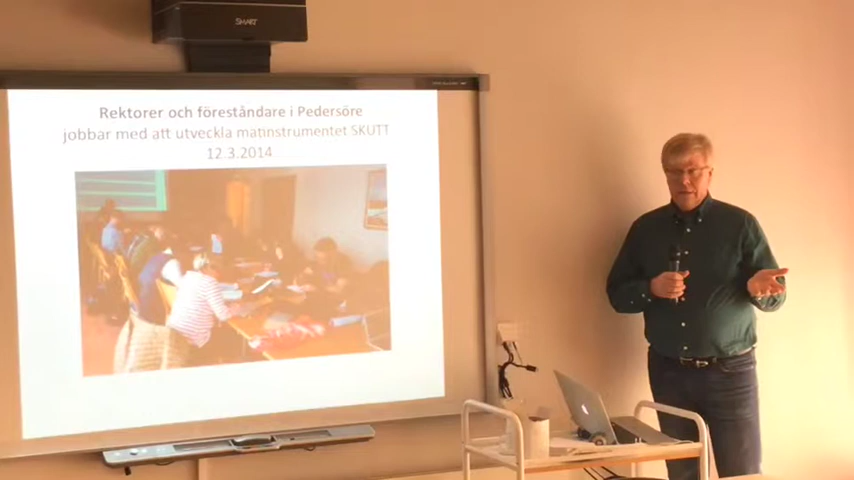 SMART
Rektorer och föreståndare i Pedersöre
jobbar med att utveckla mätinstrumentet SKUTT
12.3.2014